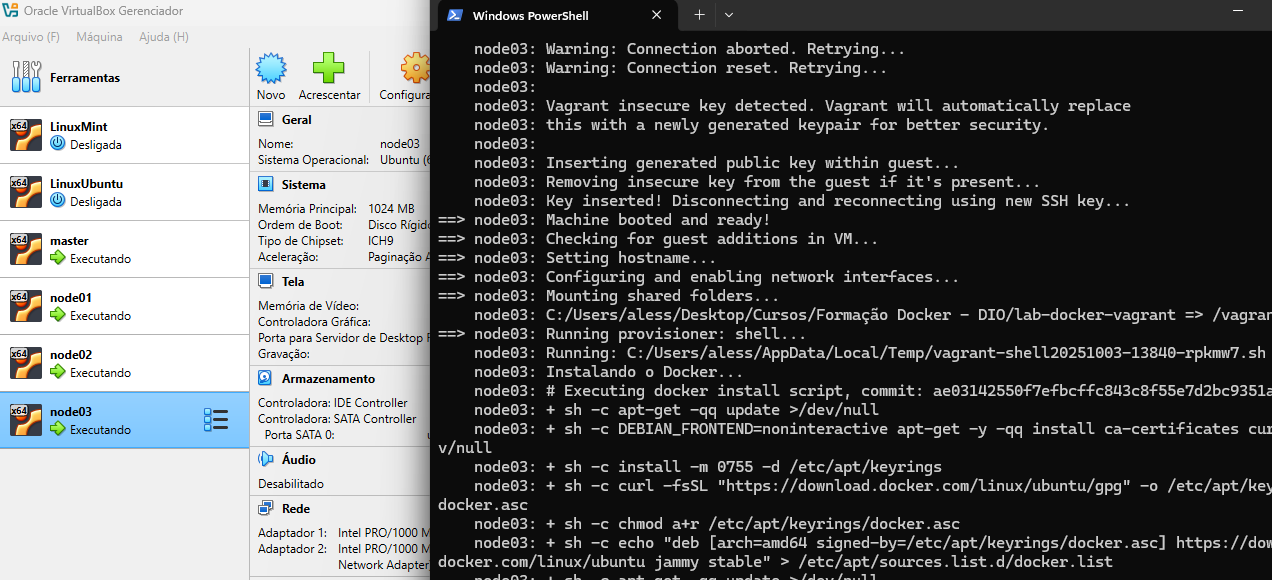 Oracle VirtualBox Gerenciador
Arquivo (F) Máquina Ajuda (H)
Ferramentas
x64
LinuxMint
Desligada
x64
LinuxUbuntu
Desligada
x64
master
Executando
x64
node01
Executando
x64
node02
Executando
x64
node03
Executando
Novo Acrescentar Configura
Geral
Nome: node03
Sistema Operacional: Ubuntu (6
Sistema
Memória Principal: 1024 MB
Ordem de Boot: Disco Rígido
Tipo de Chipset: ICH9
Aceleração: Paginação A
Tela
Memória de Vídeo:
Controladora Gráfica:
Porta para Servidor de Desktop R
Gravação:
Armazenamento
Controladora: IDE Controller
Controladora: SATA Controller
Porta SATA 0:
Áudio
Desabilitado
Rede
Adaptador 1: Intel PRO/1000 M
Adaptador 2: Intel PRO/1000 M
Network Adapter,
Windows PowerShell
node03: Warning: Connection aborted. Retrying...
node03: Warning: Connection reset. Retrying...
node03:
node03: Vagrant insecure key detected. Vagrant will automatically replace
node03: this with a newly generated keypair for better security.
node03:
node03: Inserting generated public key within guest...
node03: Removing insecure key from the guest if it's present...
node03: Key inserted! Disconnecting and reconnecting using new SSH key...
==> node03: Machine booted and ready!
==> node03: Checking for guest additions in VM...
==> node03: Setting hostname...
==> node03: Configuring and enabling network interfaces...
==> node03: Mounting shared folders...
node03: C:/Users/aless/Desktop/Cursos/Formação Docker - DIO/lab-docker-vagrant => /vagran
==> node03: Running provisioner: shell...
node03: Running: C:/Users/aless/AppData/Local/Temp/vagrant-shell20251003-13840-rpkmw7.sh
node03: Instalando o Docker...
node03: # Executing docker install script, commit: ae03142550f7efbcffc843c8f55e7d2bc9351a
node03: + sh -c apt-get -qq update >/dev/null
node03: + sh -c DEBIAN_FRONTEND=noninteractive apt-get -y -qq install ca-certificates cur
v/null
node03: + sh -c install -m 0755 -d /etc/apt/keyrings
node03: + sh -c curl -fsSL "https://download.docker.com/linux/ubuntu/gpg" -o /etc/apt/key
docker.asc
node03: + sh -c chmod a+r /etc/apt/keyrings/docker.asc
node03: + sh -c echo "deb [arch=amd64 signed-by=/etc/apt/keyrings/docker.asc] https://dow
docker.com/linux/ubuntu jammy stable" > /etc/apt/sources.list.d/docker.list
node03: + sh -c apt-get -qq update >/dev/null